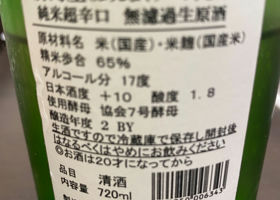 純米超辛口 無濾過生原酒
原材料名 米(国産)・米麹(国産米)
精米歩合 65%
アルコール分 17度
日本酒度 +10 酸度 1.8
使用酵母 協会7号酵母
醸造年度 2 BY
生酒ですので冷蔵庫で保存し開封後
はなるべくはやめにお飲みください。
◎お酒は20才になってから
品目 清酒
内容量 720ml
006343